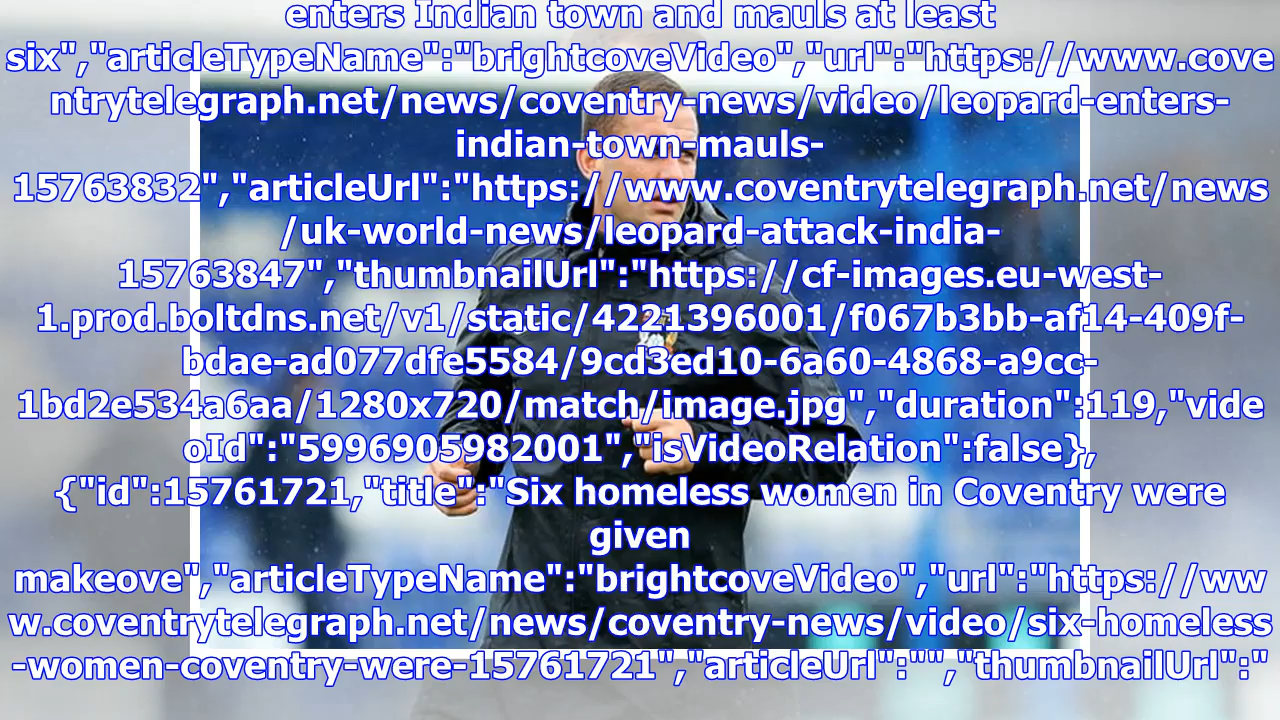 enters Indian town and mauls at least
six","articleTypeName":"brightcoveVideo","url":"https://www.cove
ntrytelegraph.net/news/coventry-news/video/leopard-enters-
indian-town-mauls-
15763832","articleUrl":"https://www.coventrytelegraph.net/news
/uk-world-news/leopard-attack-india-
15763847","thumbnailUrl":"https://cf-images.eu-west-
1.prod.boltdns.net/v1/static/4221396001/f067b3bb-af14-409f-
bdae-ad077dfe5584/9cd3ed10-6a60-4868-a9cc-
1bd2e534a6aa/1280x720/match/image.jpg","duration":119,"vide
oId":"5996905982001","isVideoRelation":false},
{"id":15761721,"title":"Six homeless women in Coventry were
given
makeove","articleTypeName":"brightcoveVideo","url":"https://ww
w.coventrytelegraph.net/news/coventry-news/video/six-homeless
-women-coventry-were-15761721","articleUrl":"","thumbnailUrl":"